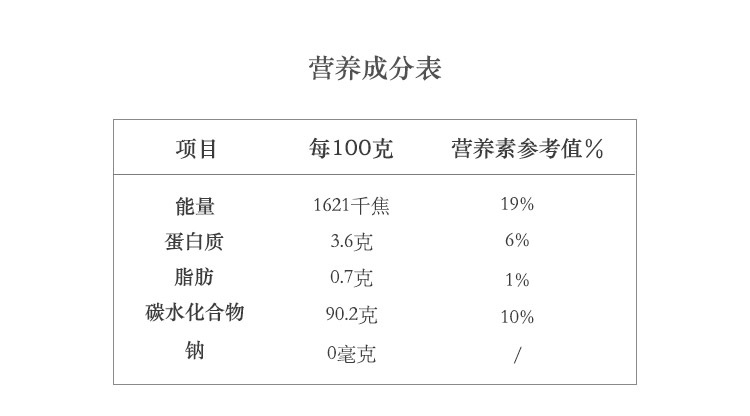 营养成分表
项目 每100克 营养素参考值%
能量 1621千焦 19%
蛋白质 3.6克 6%
脂肪 0.7克 1%
碳水化合物 90.2克 10%
钠 0毫克 /